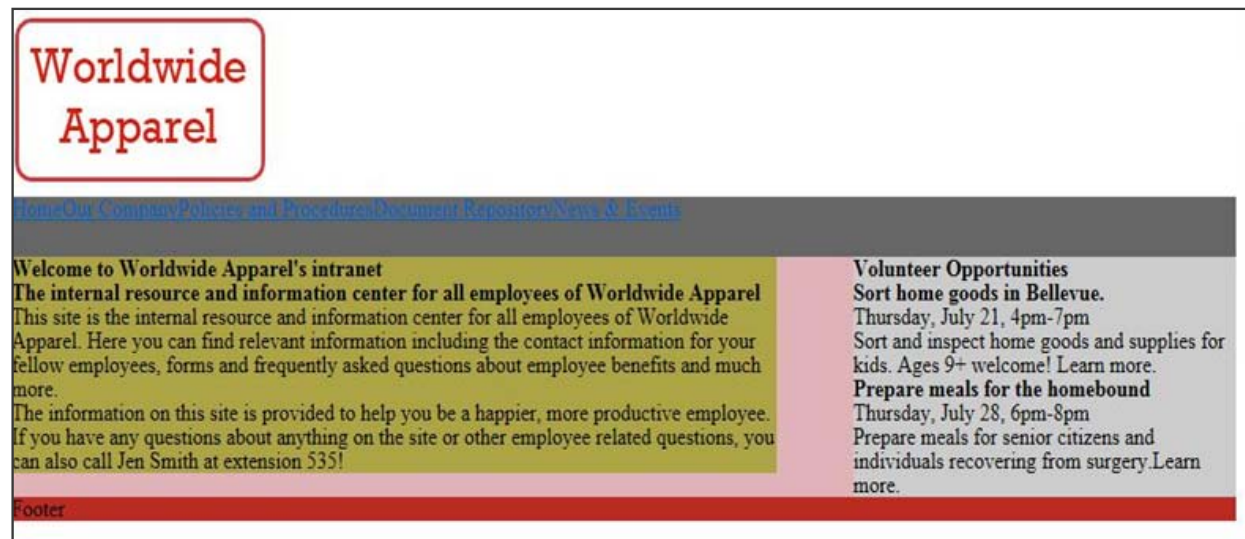 Worldwide
Apparel
HomeOur CompanyPolicies and ProceduresDocument RepositoryNews & Events
Welcome to Worldwide Apparel's intranet
The internal resource and information center for all employees of Worldwide Apparel
This site is the internal resource and information center for all employees of Worldwide
Apparel. Here you can find relevant information including the contact information for your
fellow employees, forms and frequently asked questions about employee benefits and much
more.
The information on this site is provided to help you be a happier, more productive employee.
If you have any questions about anything on the site or other employee related questions, you
can also call Jen Smith at extension 535!
Volunteer Opportunities
Sort home goods in Bellevue.
Thursday, July 21, 4pm-7pm
Sort and inspect home goods and supplies for
kids. Ages 9+ welcome! Learn more.
Prepare meals for the homebound
Thursday, July 28, 6pm-8pm
Prepare meals for senior citizens and
individuals recovering from surgery.Learn
more.
Footer